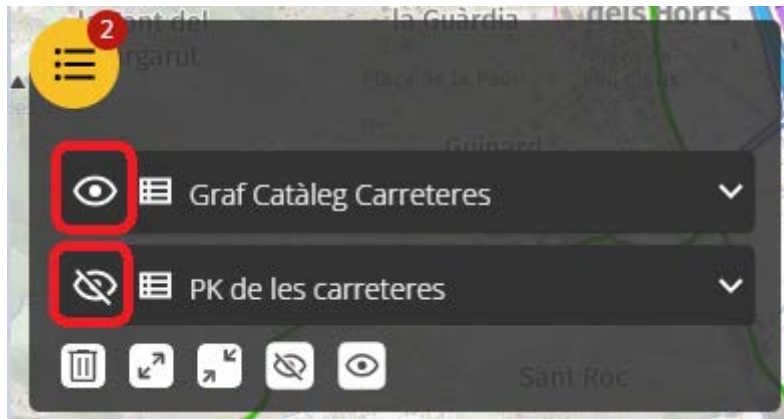 2
la Guàrdia
dels Horts
Guinard
Graf Catàleg Carreteres
PK de les carreteres
Sant Roc